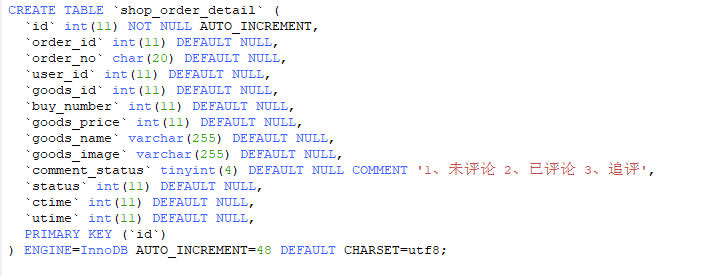 CREATE TABLE `shop_order_detail` (
  `id` int(11) NOT NULL AUTO_INCREMENT,
  `order_id` int(11) DEFAULT NULL,
  `order_no` char(20) DEFAULT NULL,
  `user_id` int(11) DEFAULT NULL,
  `goods_id` int(11) DEFAULT NULL,
  `buy_number` int(11) DEFAULT NULL,
  `goods_price` int(11) DEFAULT NULL,
  `goods_name` varchar(255) DEFAULT NULL,
  `goods_image` varchar(255) DEFAULT NULL,
  `comment_status` tinyint(4) DEFAULT NULL COMMENT '1、未评论 2、已评论 3、追评',
  `status` int(11) DEFAULT NULL,
  `ctime` int(11) DEFAULT NULL,
  `utime` int(11) DEFAULT NULL,
  PRIMARY KEY (`id`)
) ENGINE=InnoDB AUTO_INCREMENT=48 DEFAULT CHARSET=utf8;